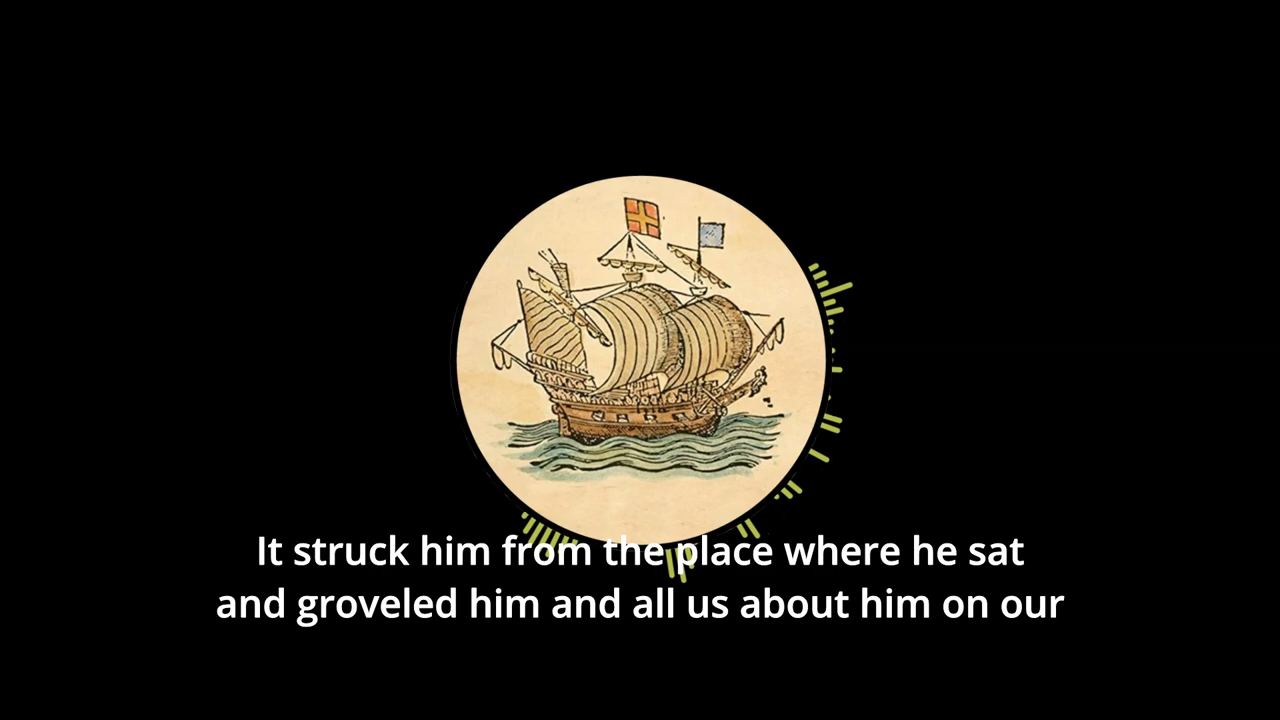 It struck him from the place where he sat
and groveled him and all us about him on our